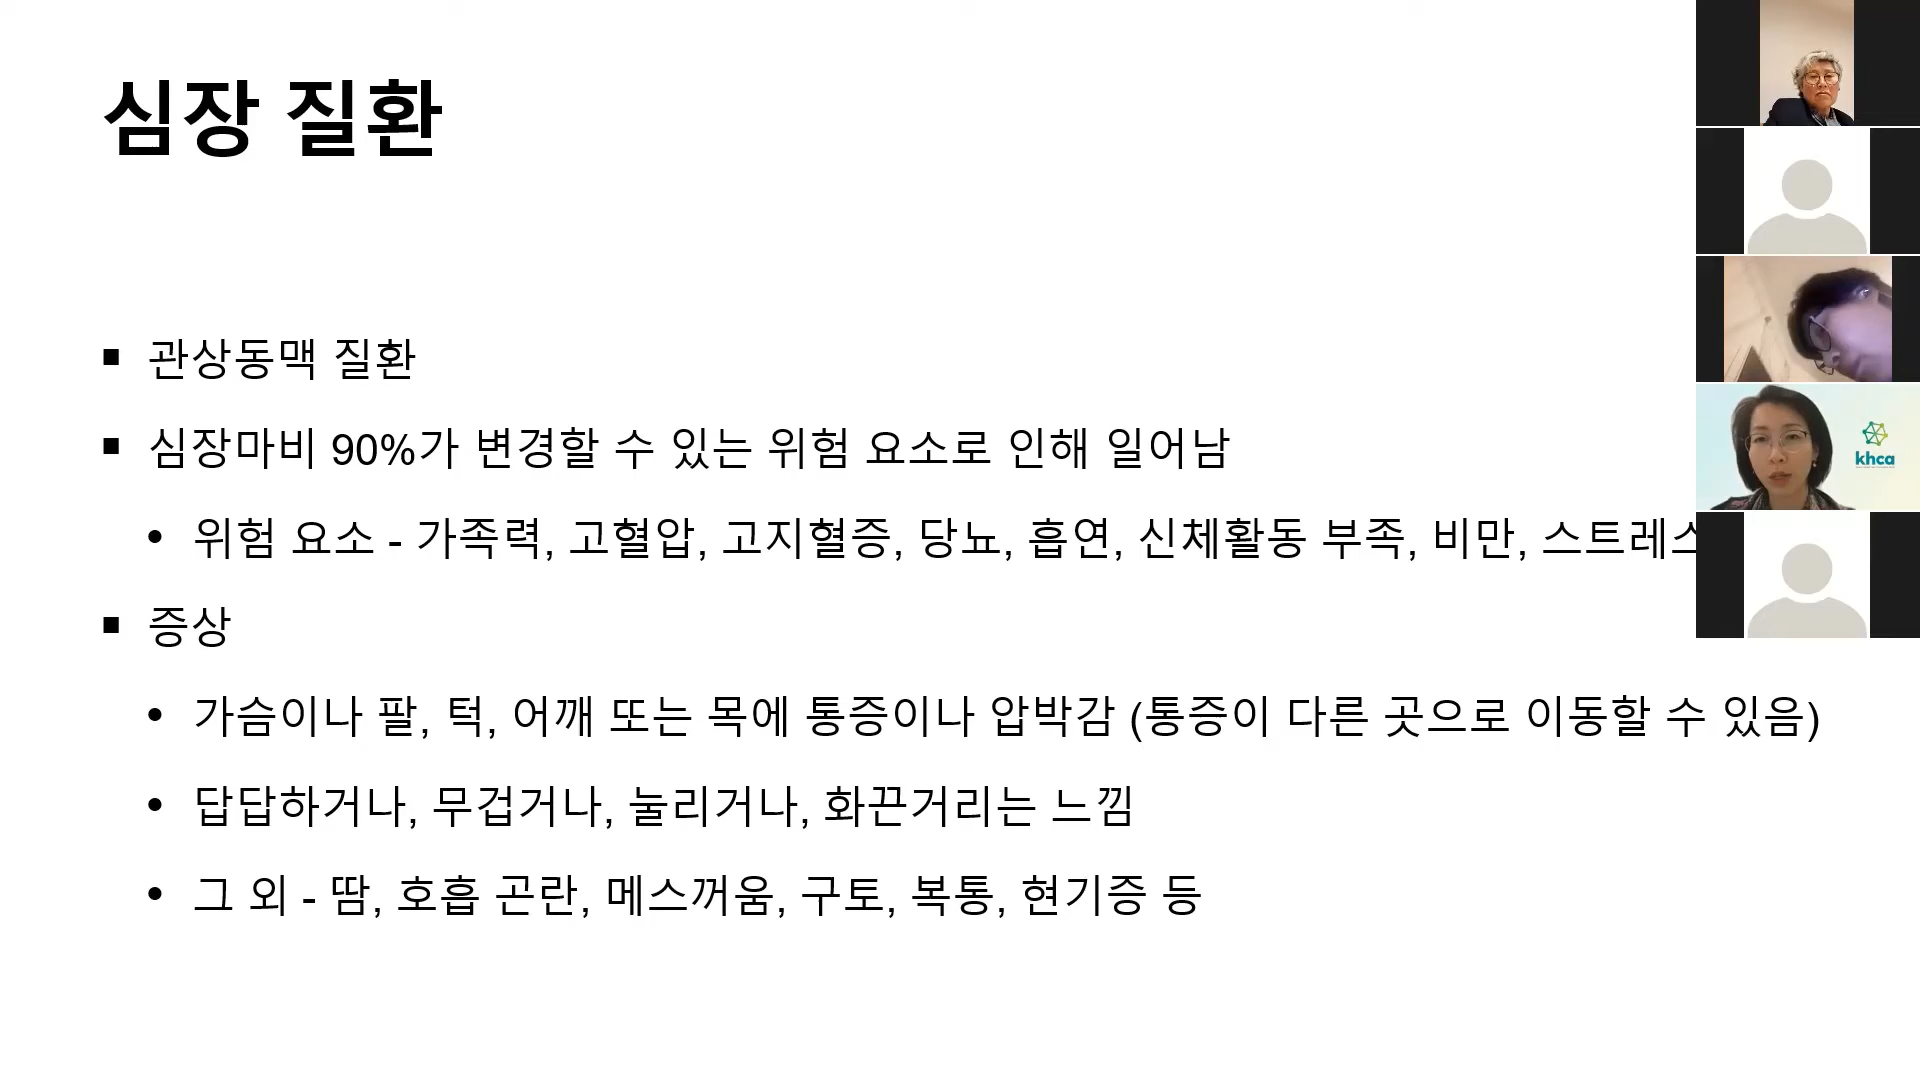 심장 질환
■ 관상동맥 질환
■ 심장마비 90%가 변경할 수 있는 위험 요소로 인해 일어남
• 위험 요소 - 가족력, 고혈압, 고지혈증, 당뇨, 흡연, 신체활동 부족, 비만, 스트레스
■ 증상
• 가슴이나 팔, 턱, 어깨 또는 목에 통증이나 압박감 (통증이 다른 곳으로 이동할 수 있음)
• 답답하거나, 무겁거나, 눌리거나, 화끈거리는 느낌
• 그 외 - 땀, 호흡 곤란, 메스꺼움, 구토, 복통, 현기증 등
khca